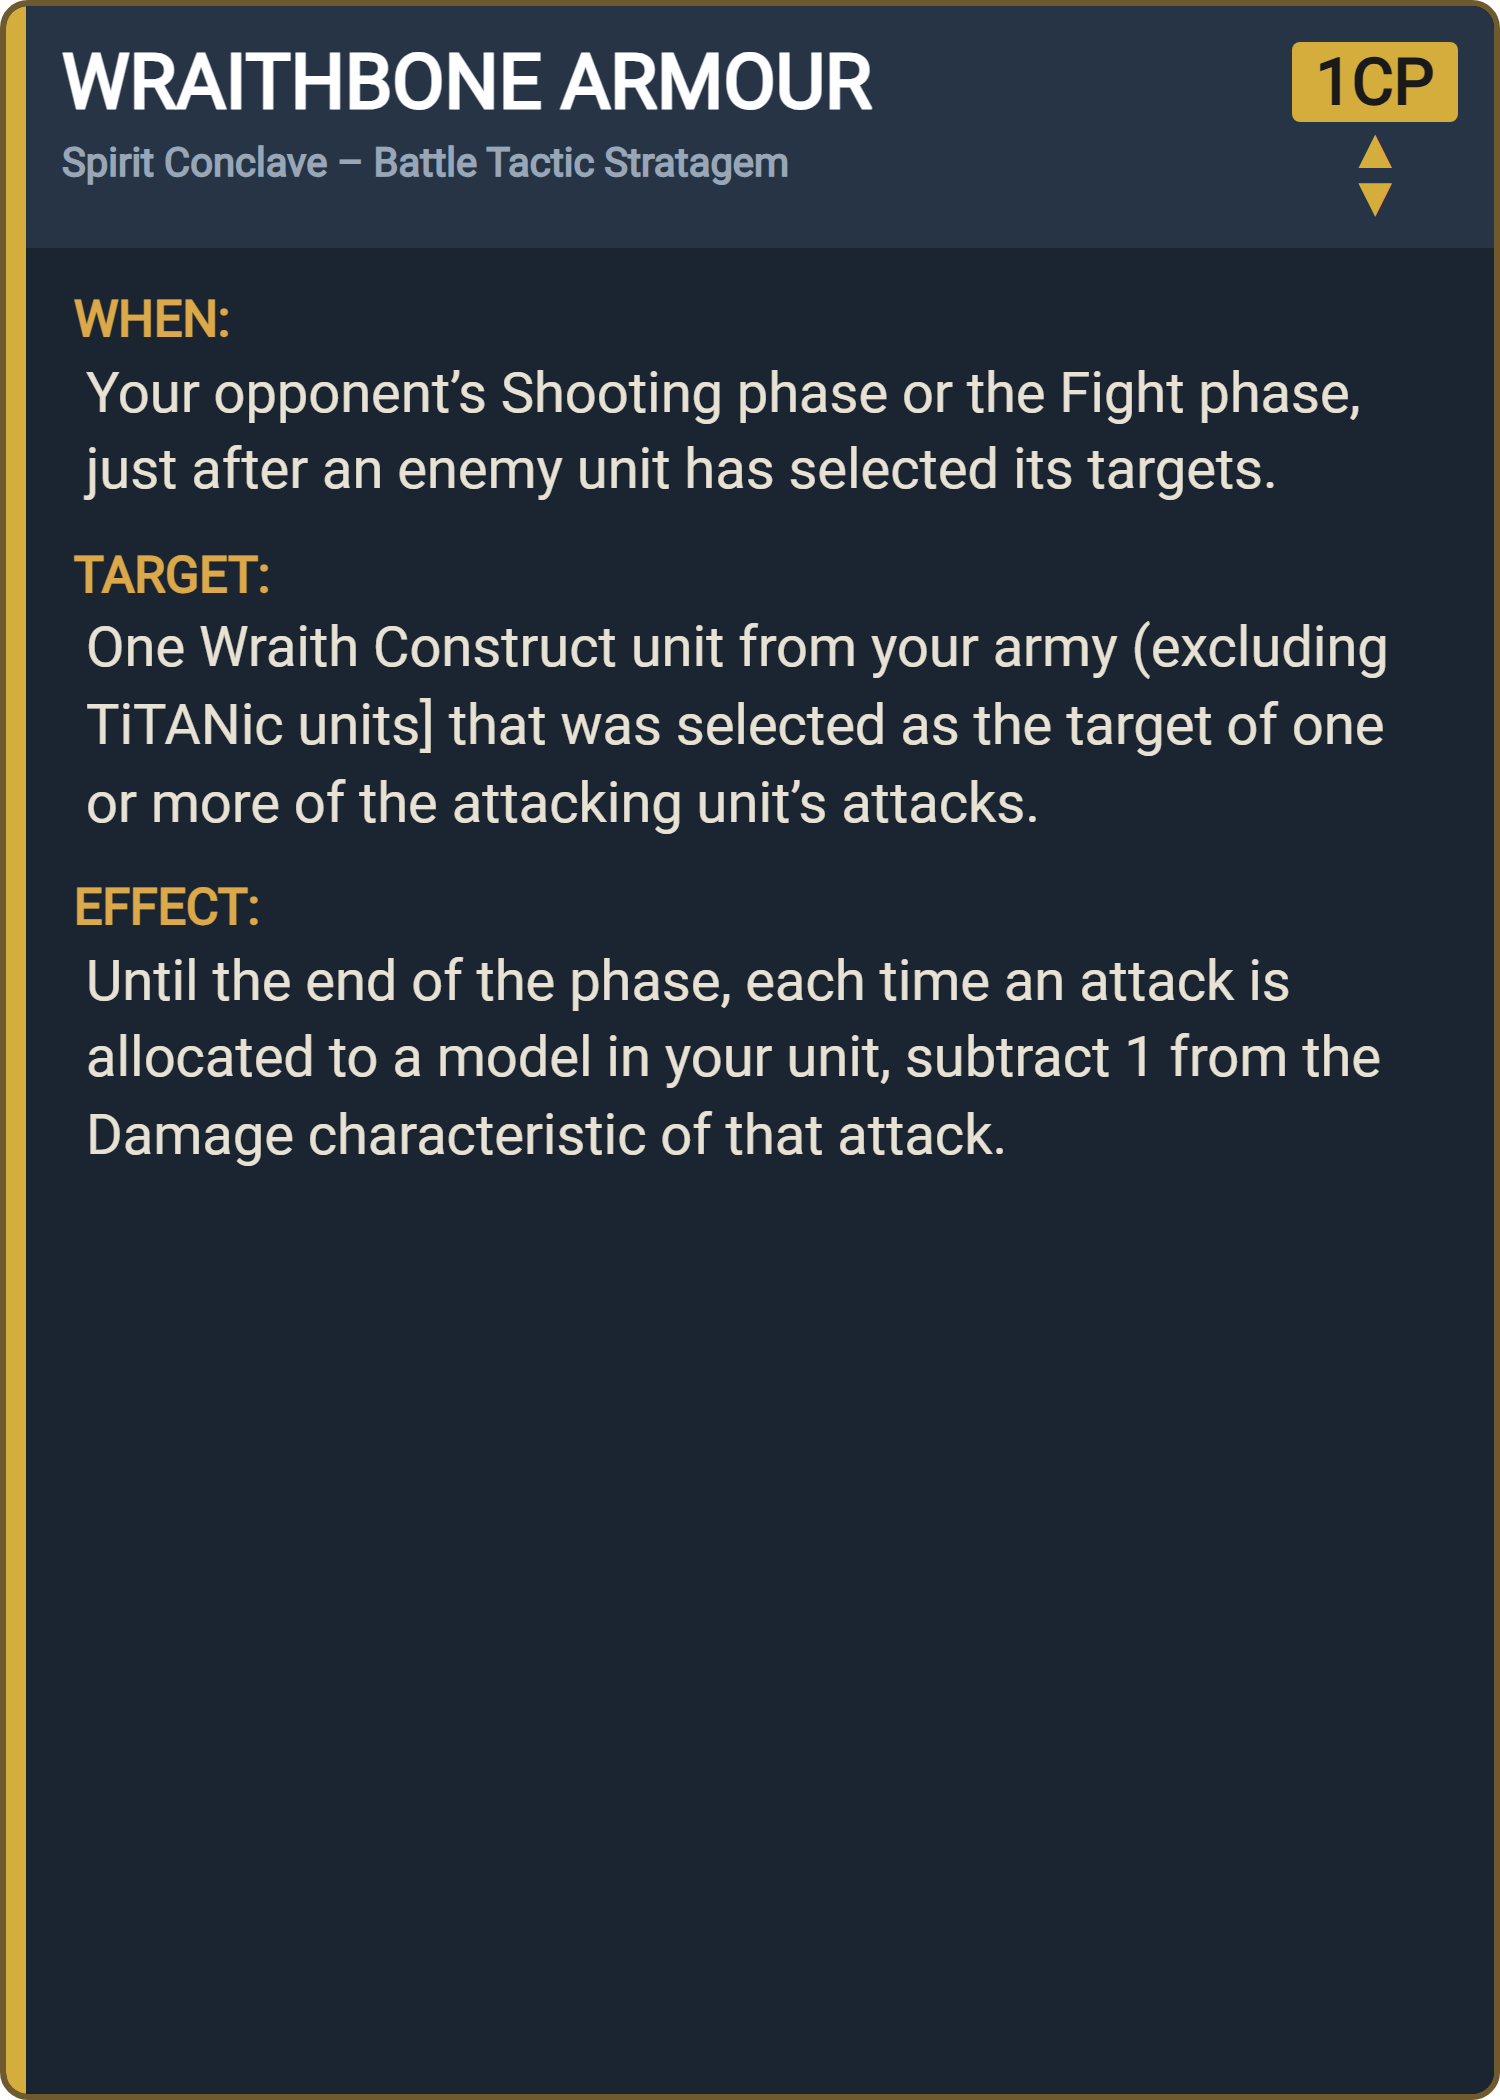 WRAITHBONE ARMOUR
1CP
Spirit Conclave – Battle Tactic Stratagem
WHEN:
Your opponent’s Shooting phase or the Fight phase,
just after an enemy unit has selected its targets.
TARGET:
One Wraith Construct unit from your army (excluding
TiTANic units] that was selected as the target of one
or more of the attacking unit’s attacks.
EFFECT:
Until the end of the phase, each time an attack is
allocated to a model in your unit, subtract 1 from the
Damage characteristic of that attack.